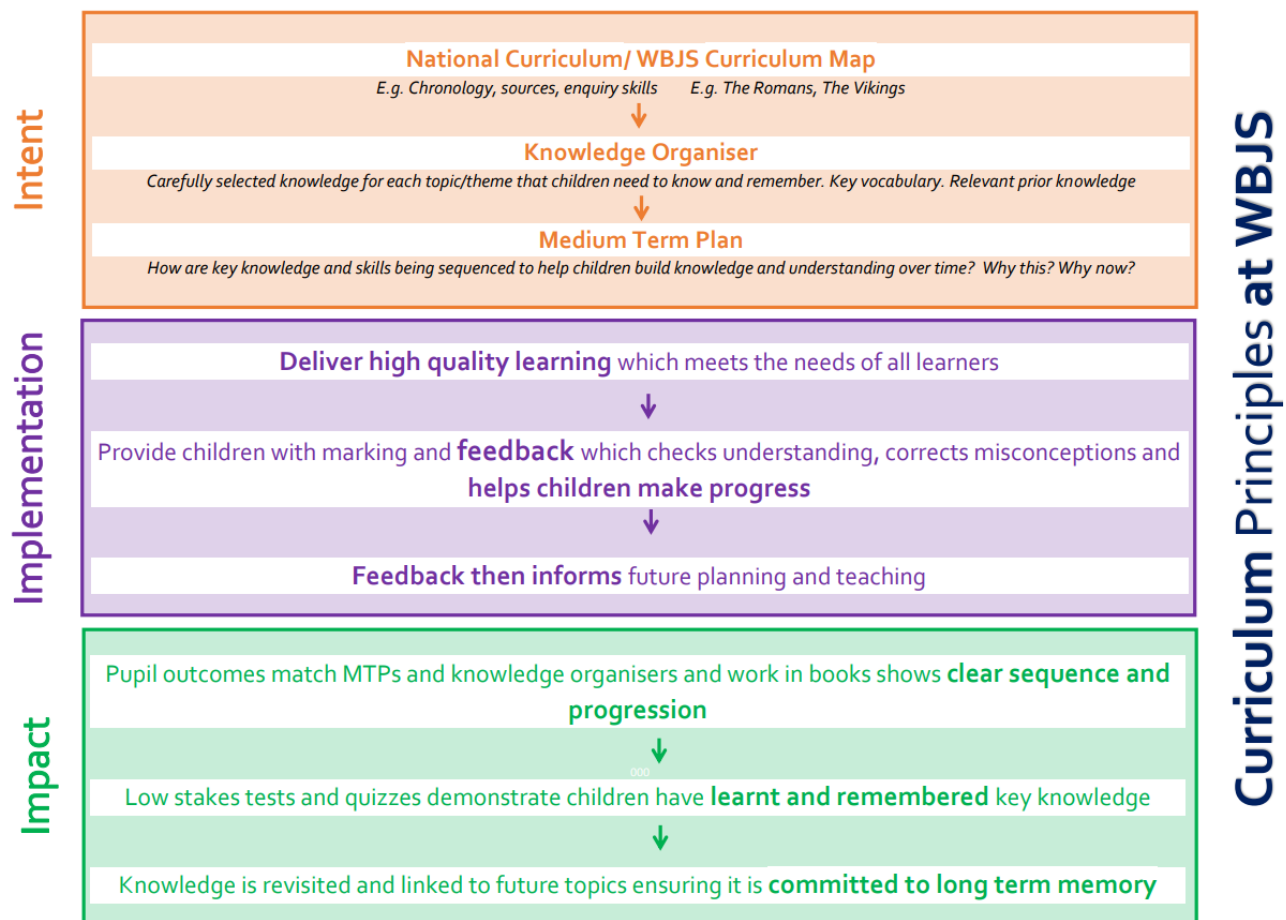 Curriculum Principles at WBJS
Intent
National Curriculum/ WBJS Curriculum Map
E.g. Chronology, sources, enquiry skills E.g. The Romans, The Vikings
Knowledge Organiser
Carefully selected knowledge for each topic/theme that children need to know and remember. Key vocabulary. Relevant prior knowledge
Medium Term Plan
How are key knowledge and skills being sequenced to help children build knowledge and understanding over time? Why this? Why now?
Implementation
Deliver high quality learning which meets the needs of all learners
Provide children with marking and feedback which checks understanding, corrects misconceptions and
helps children make progress
Feedback then informs future planning and teaching
Impact
Pupil outcomes match MTPs and knowledge organisers and work in books shows clear sequence and
progression
ooo
Low stakes tests and quizzes demonstrate children have learnt and remembered key knowledge
Knowledge is revisited and linked to future topics ensuring it is committed to long term memory